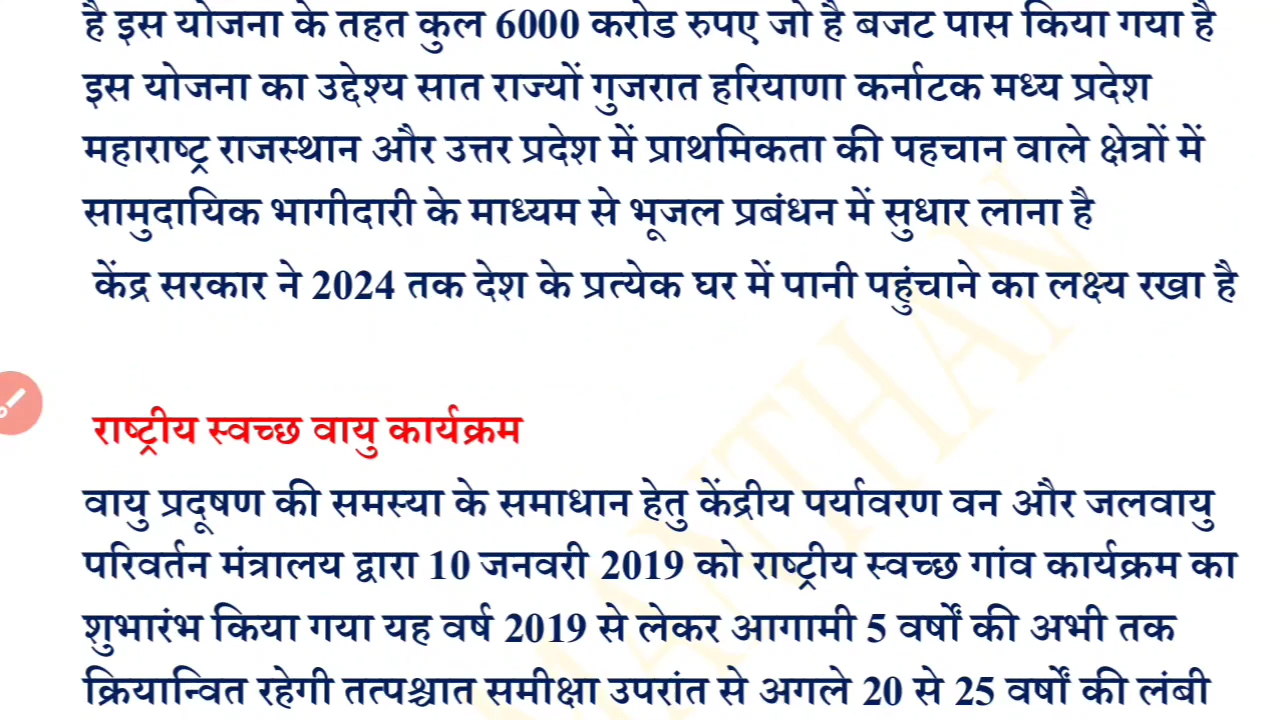 है इस योजना के तहत कुल 6000 करोड रुपए जो है बजट पास किया गया है
इस योजना का उद्देश्य सात राज्यों गुजरात हरियाणा कर्नाटक मध्य प्रदेश
महाराष्ट्र राजस्थान और उत्तर प्रदेश में प्राथमिकता की पहचान वाले क्षेत्रों में
सामुदायिक भागीदारी के माध्यम से भूजल प्रबंधन में सुधार लाना है
केंद्र सरकार ने 2024 तक देश के प्रत्येक घर में पानी पहुंचाने का लक्ष्य रखा है
राष्ट्रीय स्वच्छ वायु कार्यक्रम
वायु प्रदूषण की समस्या के समाधान हेतु केंद्रीय पर्यावरण वन और जलवायु
परिवर्तन मंत्रालय द्वारा 10 जनवरी 2019 को राष्ट्रीय स्वच्छ गांव कार्यक्रम का
शुभारंभ किया गया यह वर्ष 2019 से लेकर आगामी 5 वर्षों की अभी तक
क्रियान्वित रहेगी तत्पश्चात समीक्षा उपरांत से अगले 20 से 25 वर्षों की लंबी
MANTHAN